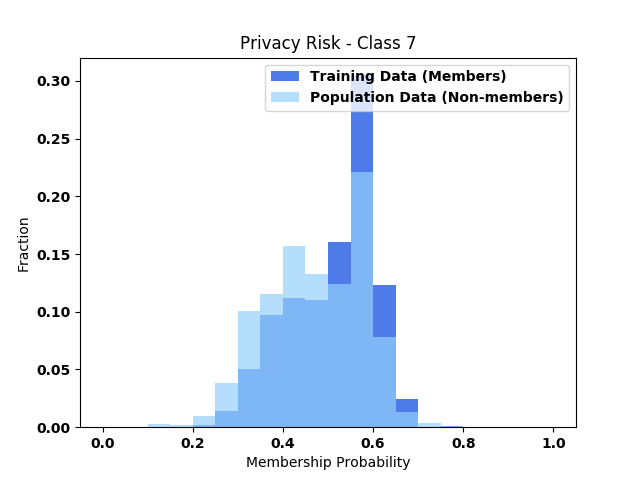 Privacy Risk - Class 7
Training Data (Members)
Population Data (Non-members)
0.30
0.25
0.20
0.15
0.10
0.05
0.00
Fraction
0.0 0.2 0.4 0.6 0.8 1.0
Membership Probability